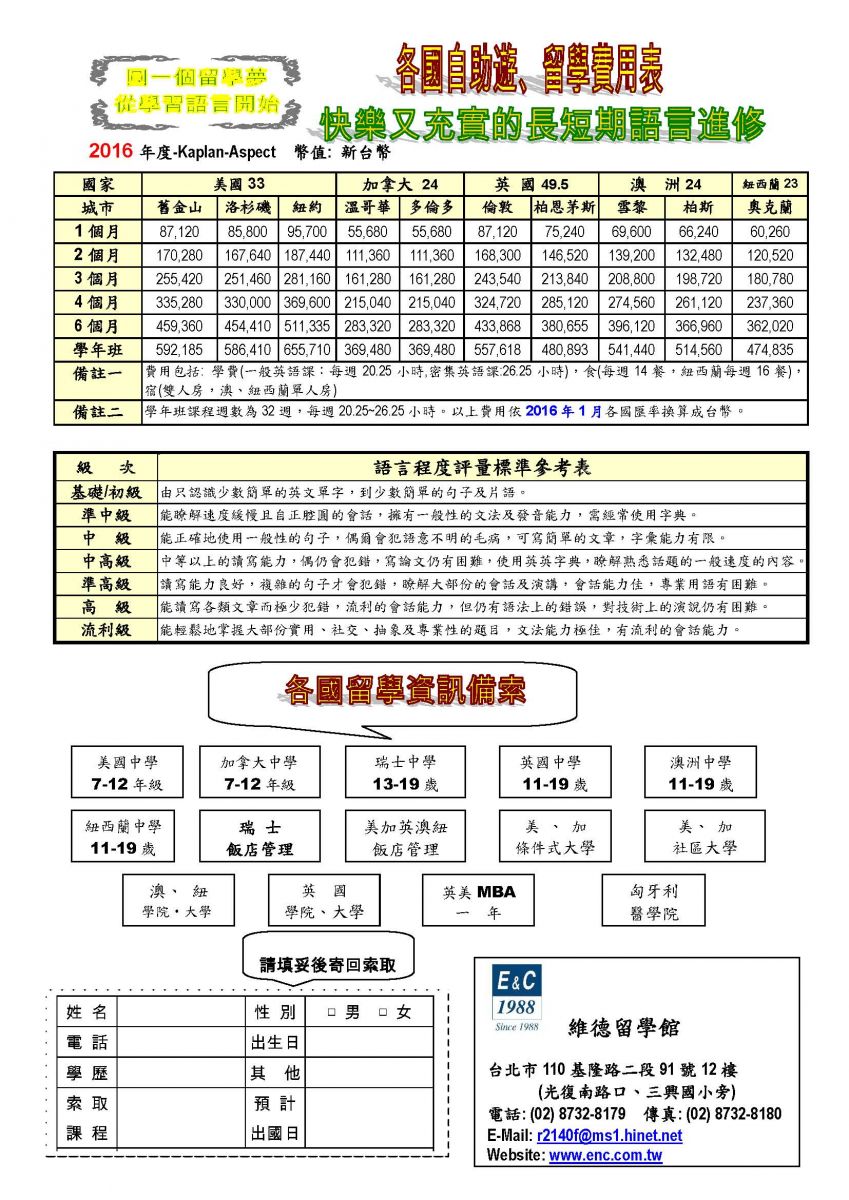 圓一個留學夢
從學習語言開始
各國自助遊、留學費用表
快樂又充實的長短期語言進修
2016 年度-Kaplan-Aspect 幣值: 新台幣
國家 美國 33 加拿大 24 英 國 49.5 澳 洲 24 紐西蘭 23
城市 舊金山 洛杉磯 紐約 溫哥華 多倫多 倫敦 柏恩茅斯 雪黎 柏斯 奧克蘭
1 個月 87,120 85,800 95,700 55,680 55,680 87,120 75,240 69,600 66,240 60,260
2 個月 170,280 167,640 187,440 111,360 111,360 168,300 146,520 139,200 132,480 120,520
3 個月 255,420 251,460 281,160 161,280 161,280 243,540 213,840 208,800 198,720 180,780
4 個月 335,280 330,000 369,600 215,040 215,040 324,720 285,120 274,560 261,120 237,360
6 個月 459,360 454,410 511,335 283,320 283,320 433,868 380,655 396,120 366,960 362,020
學年班 592,185 586,410 655,710 369,480 369,480 557,618 480,893 541,440 514,560 474,835
備註一 費用包括: 學費(一般英語課：每週 20.25 小時,密集英語課:26.25 小時)，食(每週 14 餐，紐西蘭每週 16 餐)，
宿(雙人房，澳、紐西蘭單人房)
備註二 學年班課程週數為 32 週，每週 20.25~26.25 小時。以上費用依 2016 年 1 月各國匯率換算成台幣。
級 次 語言程度評量標準參考表
基礎/初級 由只認識少數簡單的英文單字，到少數簡單的句子及片語。
準中級 能瞭解速度緩慢且自正腔圓的會話，擁有一般性的文法及發音能力，需經常使用字典。
中 級 能正確地使用一般性的句子，偶爾會犯語意不明的毛病，可寫簡單的文章，字彙能力有限。
中高級 中等以上的讀寫能力，偶仍會犯錯，寫論文仍有困難，使用英英字典，瞭解熟悉話題的一般速度的內容。
準高級 讀寫能力良好，複雜的句子才會犯錯，瞭解大部份的會話及演講，會話能力佳，專業用語有困難。
高 級 能讀寫各類文章而極少犯錯，流利的會話能力，但仍有語法上的錯誤，對技術上的演說仍有困難。
流利級 能輕鬆地掌握大部份實用、社交、抽象及專業性的題目，文法能力極佳，有流利的會話能力。
各國留學資訊備索
美國中學 加拿大中學 瑞士中學 英國中學 澳洲中學
7-12 年級 7-12 年級 13-19 歲 11-19 歲 11-19 歲
紐西蘭中學 瑞 士 美加英澳紐 美、 加 美、 加
11-19 歲 飯店管理 飯店管理 條件式大學 社區大學
澳、 紐 英 國 英美 MBA 匈牙利
學院・大學 學院、大學 一 年 醫學院
請填妥後寄回索取
姓 名 性 別 □ 男 □ 女
電 話 出生日
學 歷 其 他
索 取 預 計
課 程 出國日
E&C
1988
Since 1988
維德留學館
台北市 110 基隆路二段 91 號 12 樓
(光復南路口、三興國小旁)
電話: (02) 8732-8179 傳真: (02) 8732-8180
E-Mail: r2140f@ms1.hinet.net
Website: www.enc.com.tw